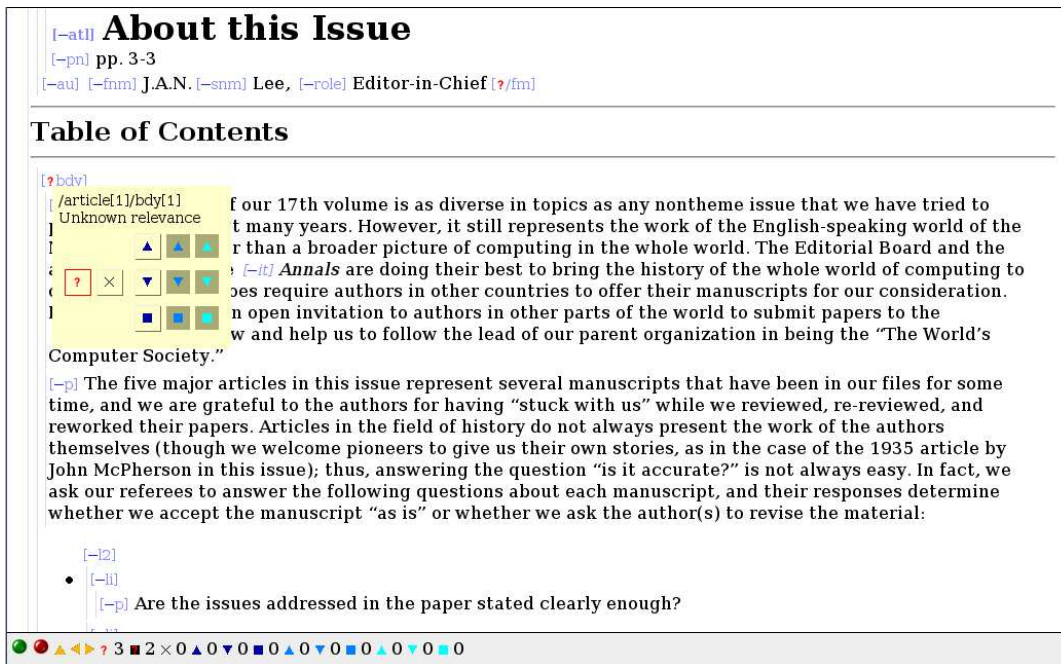 [–atl] About this Issue
[–pn] pp. 3-3
[–au] [–fnm] J.A.N. [–snm] Lee, [–role] Editor-in-Chief [?/fm]
Table of Contents
[?bdy]
/article[1]/bdy[1]
Unknown relevance
f our 17th volume is as diverse in topics as any nontheme issue that we have tried to
t many years. However, it still represents the work of the English-speaking world of the
r than a broader picture of computing in the whole world. The Editorial Board and the
[–it] Annals are doing their best to bring the history of the whole world of computing to
? ×
oes require authors in other countries to offer their manuscripts for our consideration.
n open invitation to authors in other parts of the world to submit papers to the
w and help us to follow the lead of our parent organization in being the “The World’s
Computer Society.”
[–p] The five major articles in this issue represent several manuscripts that have been in our files for some
time, and we are grateful to the authors for having “stuck with us” while we reviewed, re-reviewed, and
reworked their papers. Articles in the field of history do not always present the work of the authors
themselves (though we welcome pioneers to give us their own stories, as in the case of the 1935 article by
John McPherson in this issue); thus, answering the question “is it accurate?” is not always easy. In fact, we
ask our referees to answer the following questions about each manuscript, and their responses determine
whether we accept the manuscript “as is” or whether we ask the author(s) to revise the material:
[–l2]
• [–li]
[–p] Are the issues addressed in the paper stated clearly enough?
? 3 ? 2 × 0 ▲ 0 ▼ 0 ■ 0 ▲ 0 ▼ 0 ■ 0 ▲ 0 ▼ 0 ■ 0